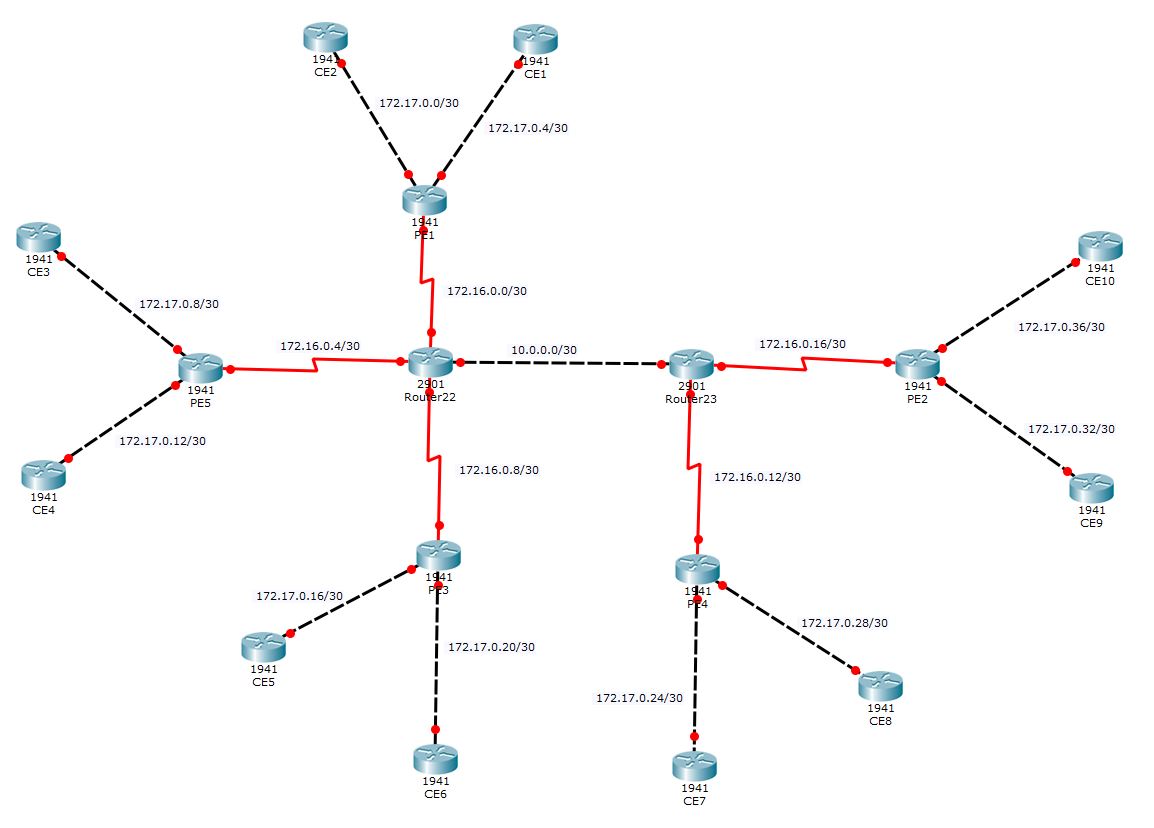 1941
CE2
1941
CE1
172.17.0.0/30
172.17.0.4/30
1941
PE1
1941
CE3
1941
CE10
172.17.0.8/30
172.16.0.0/30
172.17.0.36/30
172.16.0.4/30
10.0.0.0/30
172.16.0.16/30
1941
PE5
2901
Router22
2901
Router23
1941
PE2
172.17.0.12/30
172.17.0.32/30
172.16.0.8/30
172.16.0.12/30
1941
CE4
1941
CE9
1941
PE3
1941
PE4
172.17.0.16/30
172.17.0.28/30
172.17.0.20/30
1941
CE5
172.17.0.24/30
1941
CE8
1941
CE6
1941
CE7